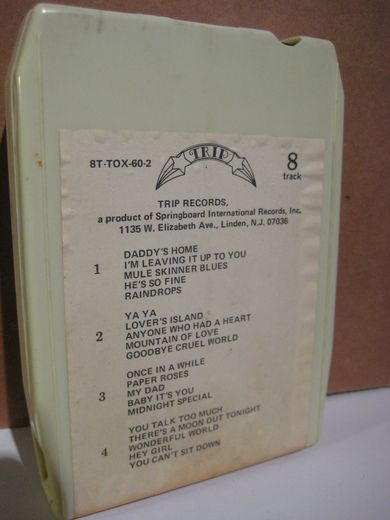 TRIP
8T-TOX-60-2
8
track
TRIP RECORDS,
a product of Springboard International Records, Inc.
1135 W. Elizabeth Ave., Linden, N.J. 07036
1
DADDY'S HOME
I'M LEAVING IT UP TO YOU
MULE SKINNER BLUES
HE'S SO FINE
RAINDROPS
2
YA YA
LOVER'S ISLAND
ANYONE WHO HAD A HEART
MOUNTAIN OF LOVE
GOODBYE CRUEL WORLD
3
ONCE IN A WHILE
PAPER ROSES
MY DAD
BABY IT'S YOU
MIDNIGHT SPECIAL
4
YOU TALK TOO MUCH
THERE'S A MOON OUT TONIGHT
WONDERFUL WORLD
HEY GIRL
YOU CAN'T SIT DOWN